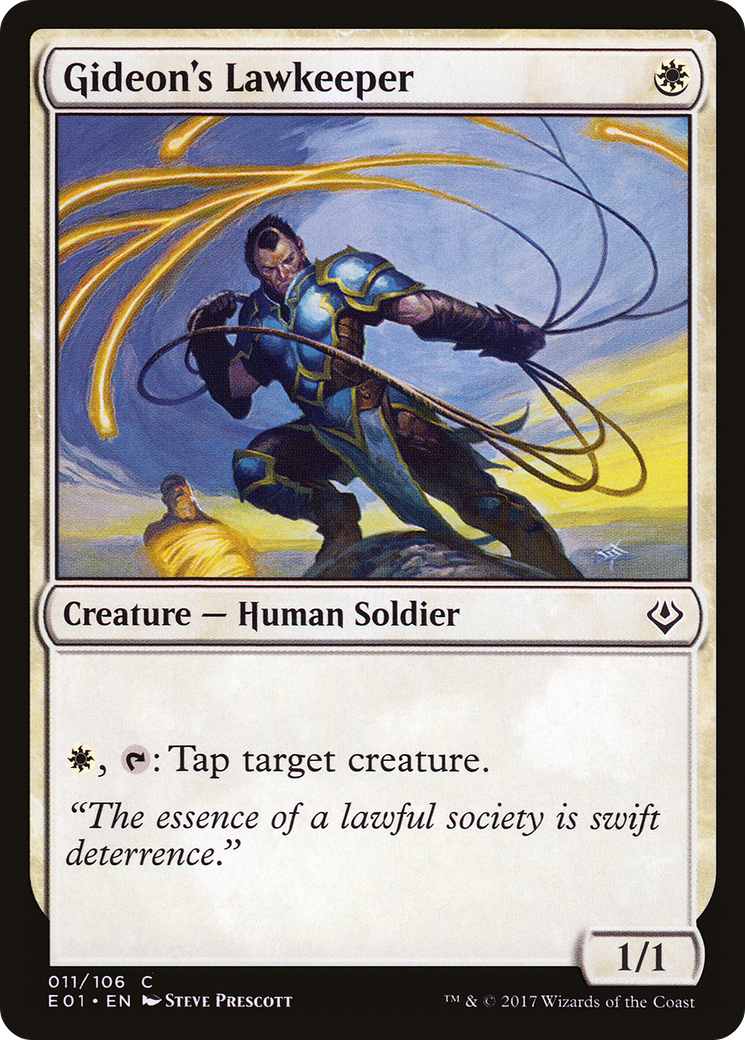 Gideon's Lawkeeper
Creature — Human Soldier
, : Tap target creature.
“The essence of a lawful society is swift
deterrence.”
1/1
011/106 C
E01 • EN Steve Prescott
™ & © 2017 Wizards of the Coast